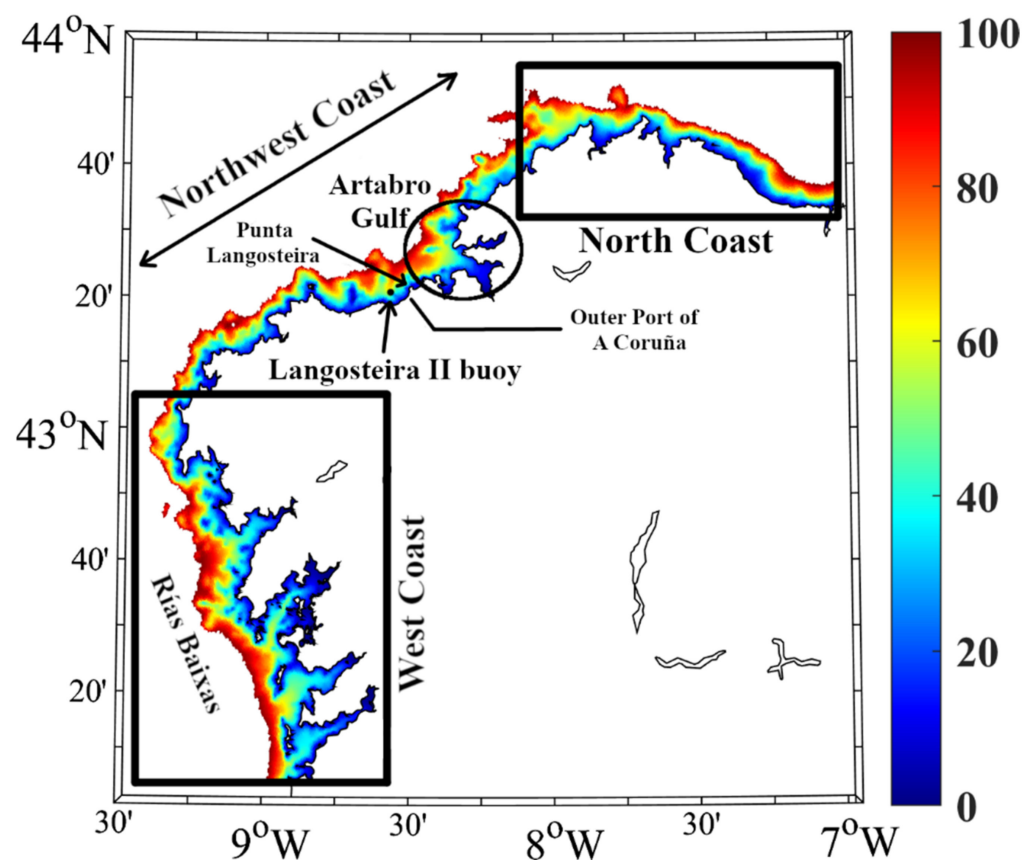 44°N
40'
20'
43°N
40'
20'
30'
9°W
30'
8°W
30'
7°W
Northwest Coast
Artabro
Gulf
Punta
Langosteira
North Coast
Outer Port of
A Coruña
Langosteira II buoy
West Coast
Rías Baixas
100
80
60
40
20
0